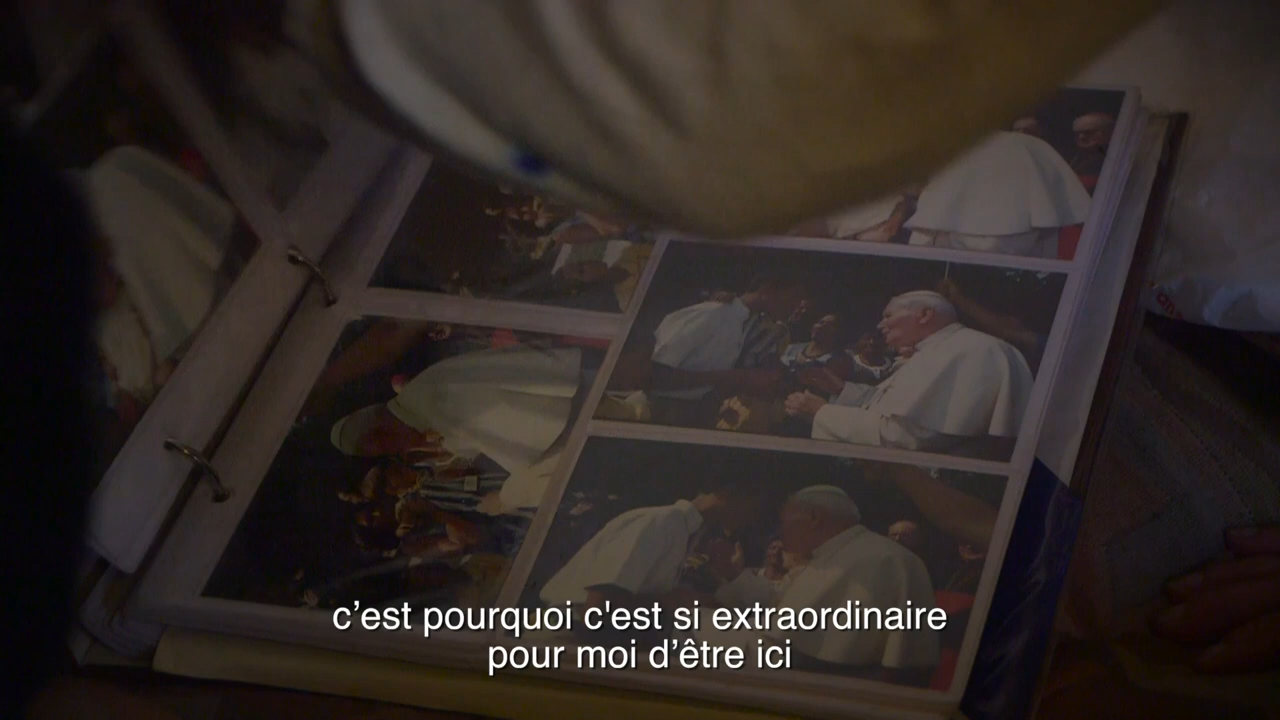 c’est pourquoi c'est si extraordinaire
pour moi d’être ici